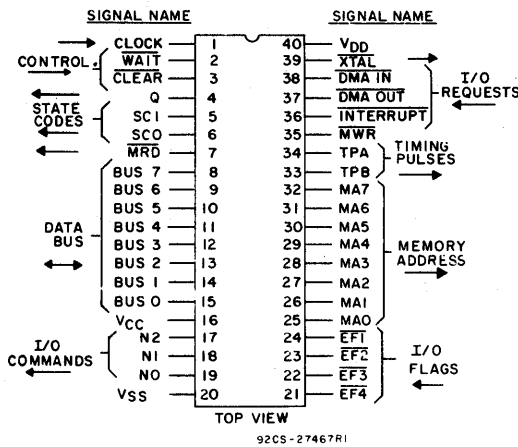 SIGNAL NAME SIGNAL NAME
CLOCK 1 40 VDD
CONTROL WAIT 2 39 XTAL
CLEAR 3 38 DMA IN I/O
Q 4 37 DMA OUT REQUESTS
STATE SC1 5 36 INTERRUPT
CODES SC0 6 35 MWR
MRD 7 34 TPA TIMING
BUS 7 8 33 TPB PULSES
BUS 6 9 32 MA7
BUS 5 10 31 MA6
BUS 4 11 30 MA5
DATA BUS 3 12 29 MA4 MEMORY
BUS BUS 2 13 28 MA3 ADDRESS
BUS 1 14 27 MA2
BUS 0 15 26 MA1
VCC 16 25 MA0
I/O N2 17 24 EF1
COMMANDS N1 18 23 EF2 I/O
N0 19 22 EF3 FLAGS
VSS 20 21 EF4
TOP VIEW
92CS-27467R1